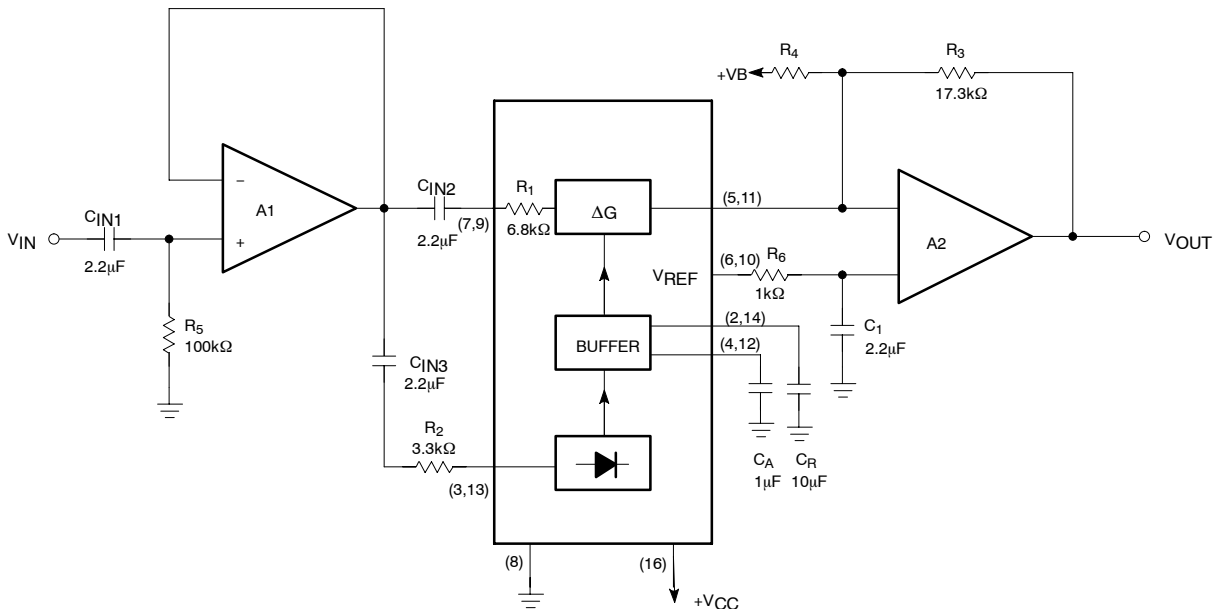 R4
R3
+VB
17.3kΩ
−
A1
+
CIN1
VIN
2.2µF
R5
100kΩ
CIN2
(7,9)
2.2µF
R1
6.8kΩ
ΔG
(5,11)
A2
VOUT
(6,10)
R6
VREF
1kΩ
BUFFER
(2,14)
(4,12)
C1
2.2µF
CIN3
2.2µF
R2
3.3kΩ
(3,13)
CA
1µF
CR
10µF
(8)
(16)
+VCC